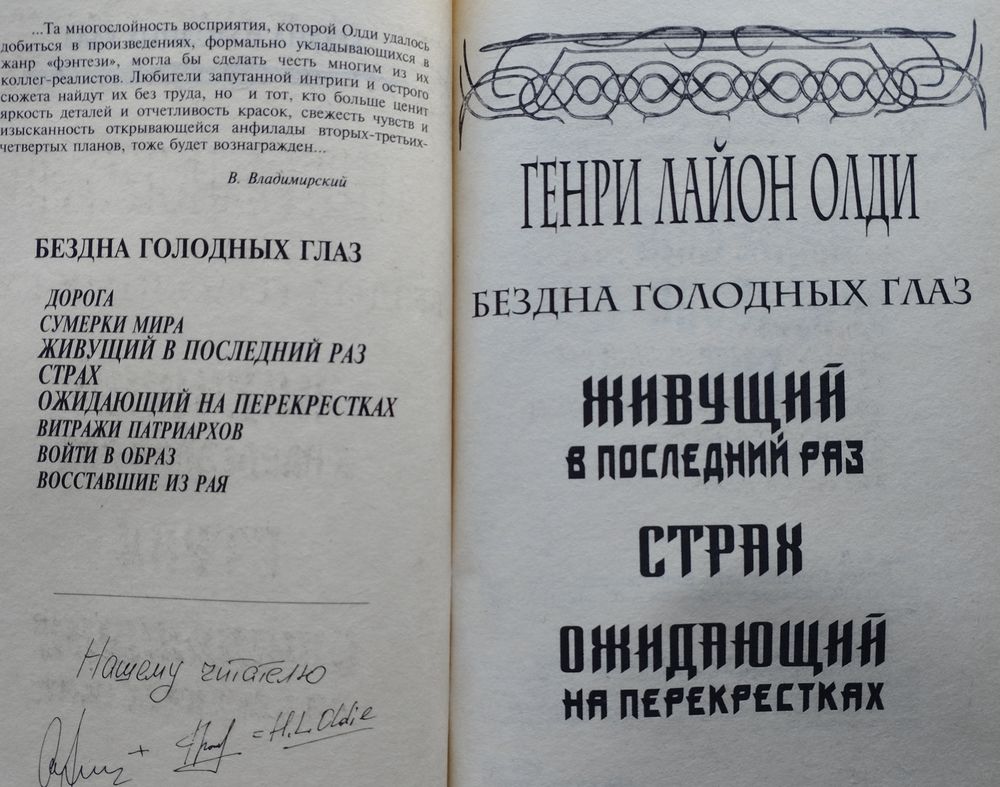 ...Та многослойность восприятия, которой Олди удалось
добиться в произведениях, формально укладывающихся в
жанр «фэнтези», могла бы сделать честь многим из их
коллег-реалистов. Любители запутанной интриги и острого
сюжета найдут их без труда, но и тот, кто больше ценит
яркость деталей и отчетливость красок, свежесть чувств и
изысканность открывающейся анфилады вторых-третьих-
четвертых планов, тоже будет вознагражден...
В. Владимирский
БЕЗДНА ГОЛОДНЫХ ГЛАЗ
ДОРОГА
СУМЕРКИ МИРА
ЖИВУЩИЙ В ПОСЛЕДНИЙ РАЗ
СТРАХ
ОЖИДАЮЩИЙ НА ПЕРЕКРЕСТКАХ
ВИТРАЖИ ПАТРИАРХОВ
ВОЙТИ В ОБРАЗ
ВОССТАВШИЕ ИЗ РАЯ
Нашему читателю
+ = H.L.Oldie
ГЕНРИ ЛАЙОН ОЛДИ
БЕЗДНА ГОЛОДНЫХ ГЛАЗ
ЖИВУЩИЙ
В ПОСЛЕДНИЙ РАЗ
СТРАХ
ОЖИДАЮЩИЙ
НА ПЕРЕКРЕСТКАХ